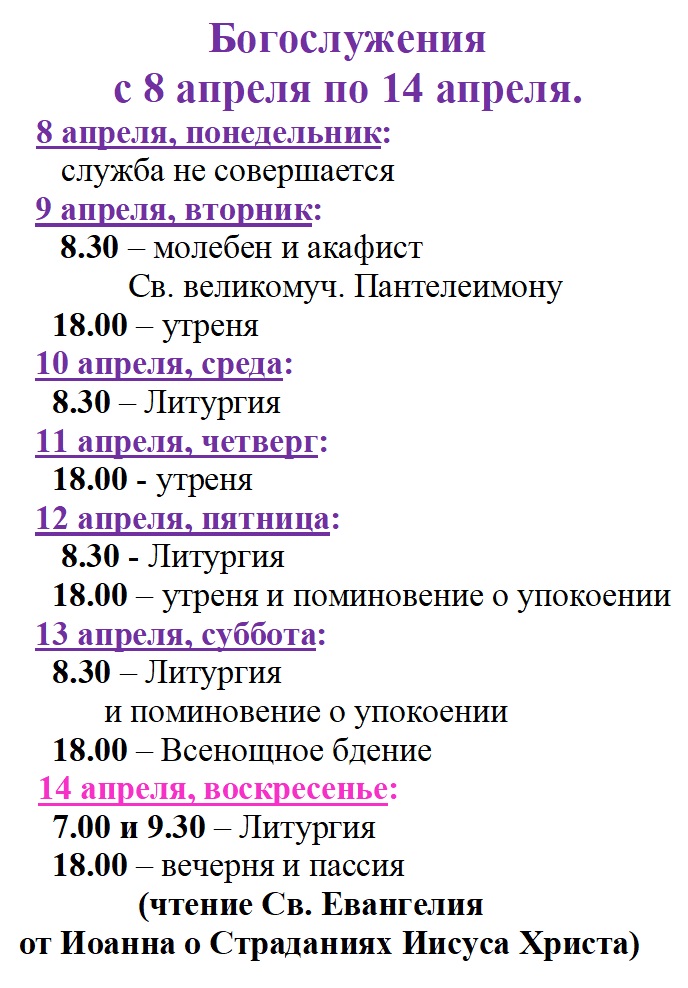 Богослужения
с 8 апреля по 14 апреля.
8 апреля, понедельник:
служба не совершается
9 апреля, вторник:
8.30 – молебен и акафист
Св. великомуч. Пантелеимону
18.00 – утреня
10 апреля, среда:
8.30 – Литургия
11 апреля, четверг:
18.00 - утреня
12 апреля, пятница:
8.30 - Литургия
18.00 – утреня и поминовение о упокоении
13 апреля, суббота:
8.30 – Литургия
и поминовение о упокоении
18.00 – Всенощное бдение
14 апреля, воскресенье:
7.00 и 9.30 – Литургия
18.00 – вечерня и пассия
(чтение Св. Евангелия
от Иоанна о Страданиях Иисуса Христа)